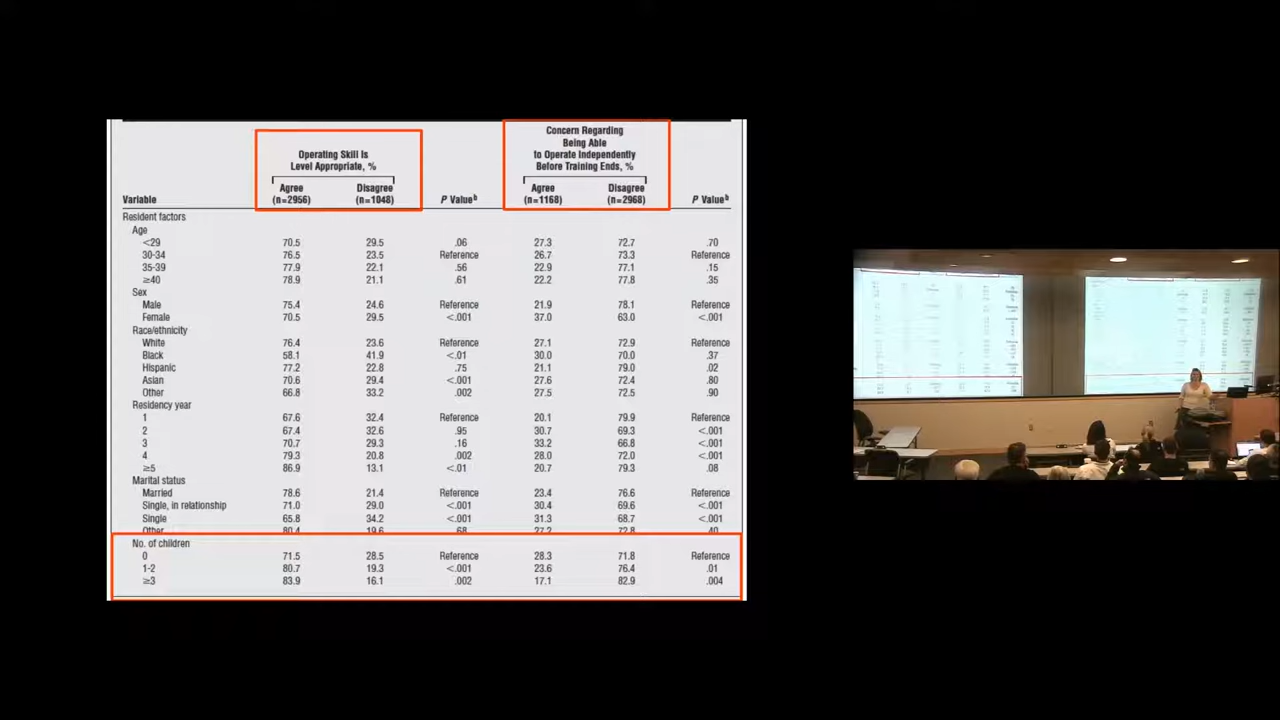 Concern Regarding
Being Able
Operating Skill Is to Operate Independently
Level Appropriate, % Before Training Ends, %
Agree Disagree Agree Disagree
Variable (n=2956) (n=1048) P Valueᵇ (n=1168) (n=2968) P Valueᵇ
Resident factors
Age
<29 70.5 29.5 .06 27.3 72.7 .70
30-34 76.5 23.5 Reference 26.7 73.3 Reference
35-39 77.9 22.1 .56 22.9 77.1 .15
≥40 78.9 21.1 .61 22.2 77.8 .35
Sex
Male 75.4 24.6 Reference 21.9 78.1 Reference
Female 70.5 29.5 <.001 37.0 63.0 <.001
Race/ethnicity
White 76.4 23.6 Reference 27.1 72.9 Reference
Black 58.1 41.9 <.01 30.0 70.0 .37
Hispanic 77.2 22.8 .75 21.1 79.0 .02
Asian 70.6 29.4 <.001 27.6 72.4 .80
Other 66.8 33.2 .002 27.5 72.5 .90
Residency year
1 67.6 32.4 Reference 20.1 79.9 Reference
2 67.4 32.6 .95 30.7 69.3 <.001
3 70.7 29.3 .16 33.2 66.8 <.001
4 79.3 20.8 .002 28.0 72.0 <.001
≥5 86.9 13.1 <.01 20.7 79.3 .08
Marital status
Married 78.6 21.4 Reference 23.4 76.6 Reference
Single, in relationship 71.0 29.0 <.001 30.4 69.6 <.001
Single 65.8 34.2 <.001 31.3 68.7 <.001
Other 80.4 19.6 .68 27.2 72.8 .40
No. of children
0 71.5 28.5 Reference 28.3 71.8 Reference
1-2 80.7 19.3 <.001 23.6 76.4 .01
≥3 83.9 16.1 .002 17.1 82.9 .004